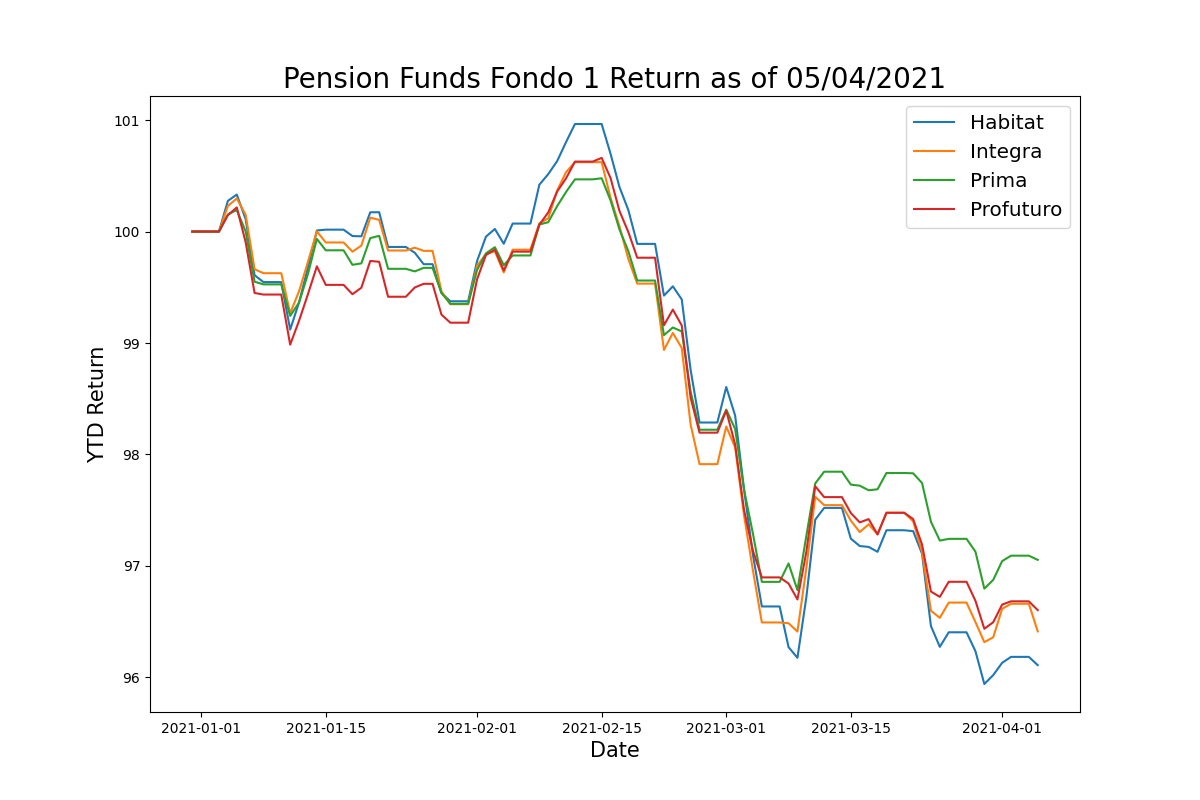 Pension Funds Fondo 1 Return as of 05/04/2021
Habitat
Integra
Prima
Profuturo
YTD Return
101
100
99
98
97
96
2021-01-01
2021-01-15
2021-02-01
2021-02-15
2021-03-01
2021-03-15
2021-04-01
Date